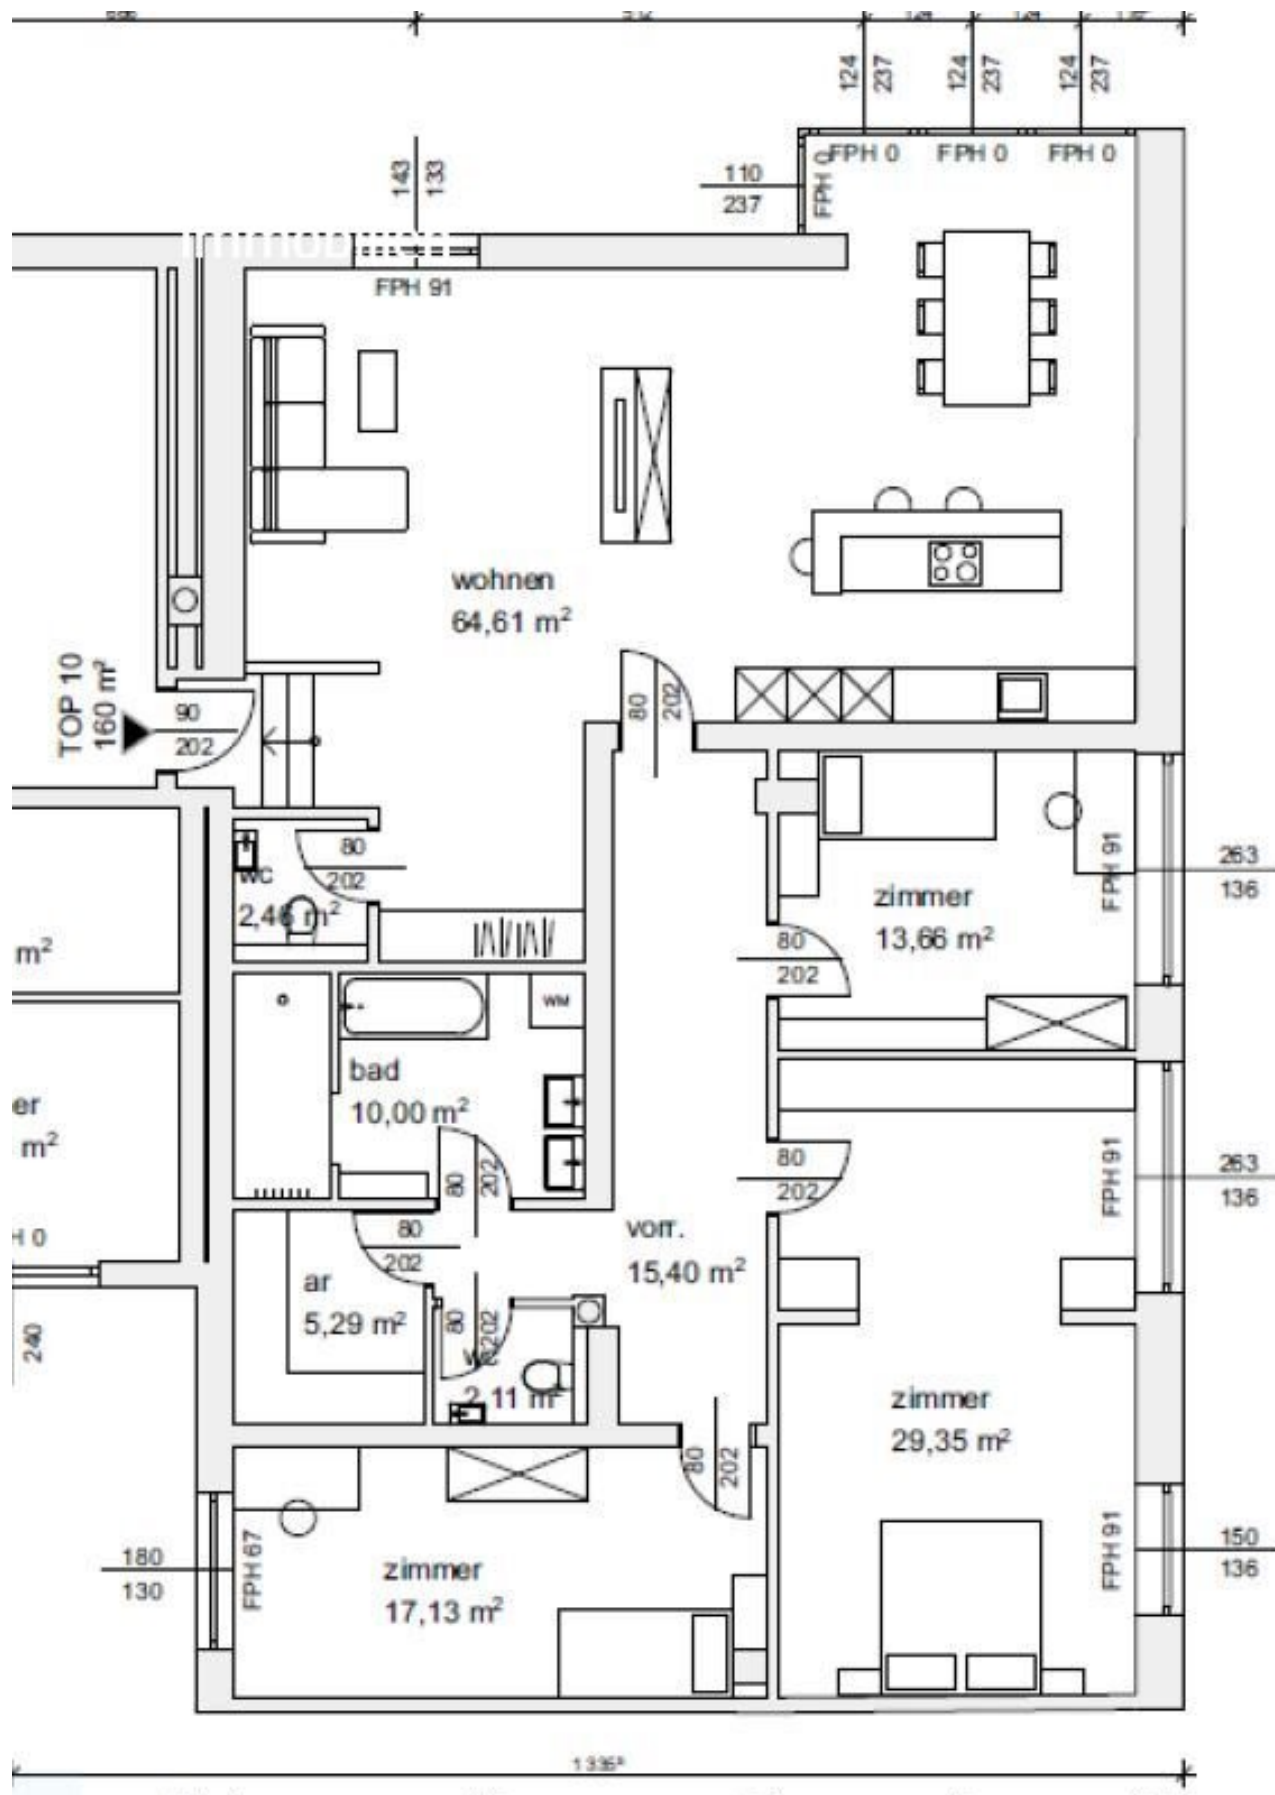 124
237
124
237
124
237
FPH 0
FPH 0
FPH 0
FPH 0
110
237
143
133
FPH 91
wohnen
64,61 m²
TOP 10
160 m²
90
202
80
202
80
202
wc
2,46 m²
zimmer
13,66 m²
FPH 91
263
136
80
202
m²
WM
bad
10,00 m²
er
m²
80
202
80
202
FPH 91
263
136
H 0
240
80
202
vorr.
15,40 m²
ar
5,29 m²
80
202
2,11 m²
zimmer
29,35 m²
80
202
FPH 91
150
136
180
130
FPH 67
zimmer
17,13 m²